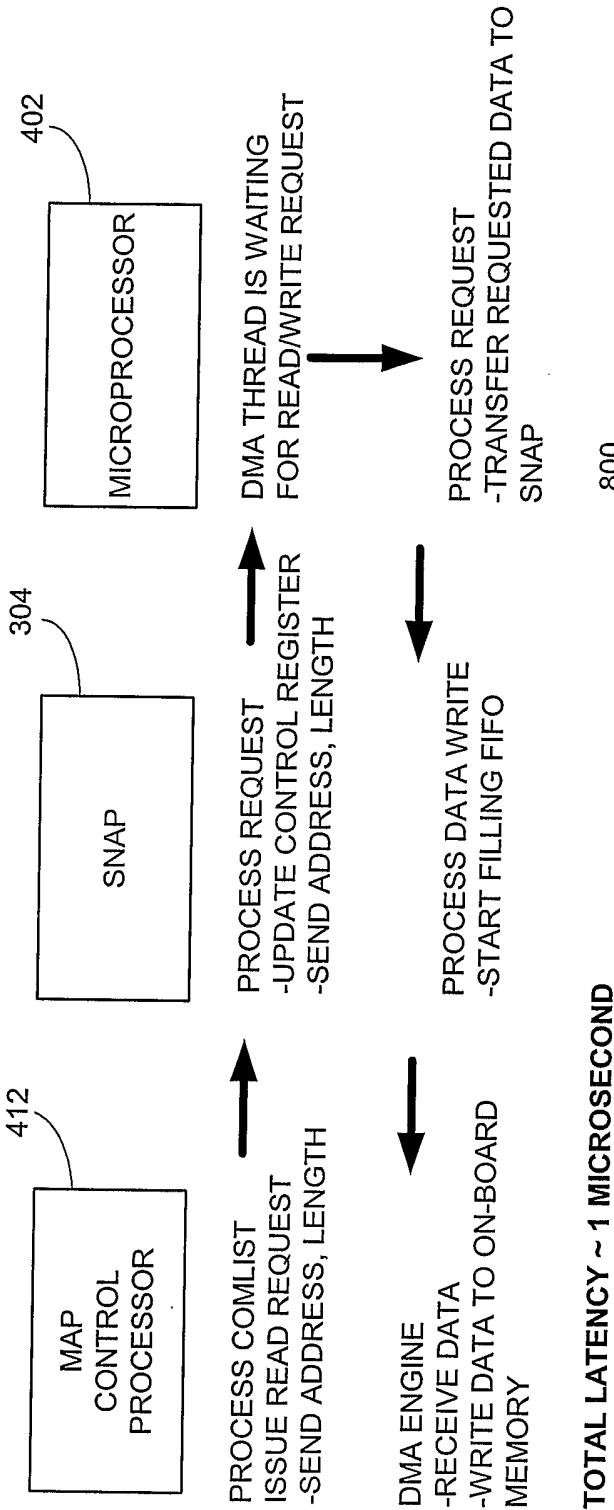 412
MAP
CONTROL
PROCESSOR
304
SNAP
402
MICROPROCESSOR
PROCESS COMLIST
ISSUE READ REQUEST
-SEND ADDRESS, LENGTH
PROCESS REQUEST
-UPDATE CONTROL REGISTER
-SEND ADDRESS, LENGTH
DMA THREAD IS WAITING
FOR READ/WRITE REQUEST
DMA ENGINE
-RECEIVE DATA
-WRITE DATA TO ON-BOARD
MEMORY
PROCESS DATA WRITE
-START FILLING FIFO
PROCESS REQUEST
-TRANSFER REQUESTED DATA TO
SNAP
TOTAL LATENCY ~ 1 MICROSECOND
800